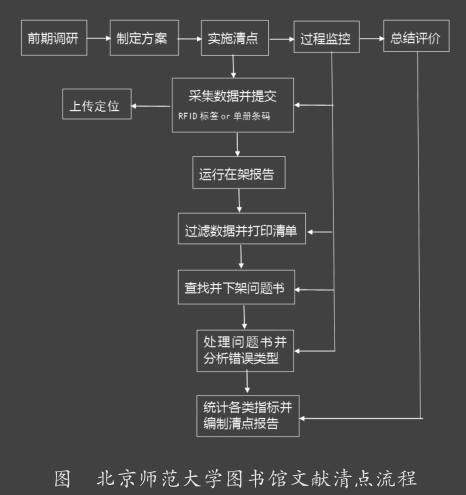 前期调研
制定方案
实施清点
过程监控
总结评价
采集数据并提交
RFID 标签 or 单册条码
上传定位
运行在架报告
过滤数据并打印清单
查找并下架问题书
处理问题书并
分析错误类型
统计各类指标并
编制清点报告
图 北京师范大学图书馆文献清点流程